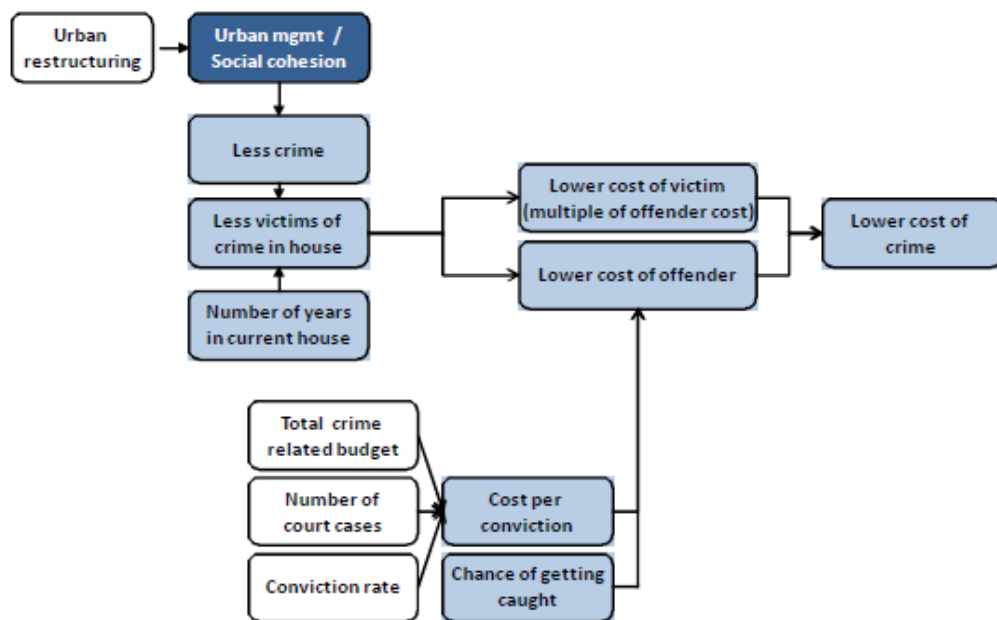 Urban
restructuring
Urban mgmt /
Social cohesion
Less crime
Less victims of
crime in house
Number of years
in current house
Lower cost of victim
(multiple of offender cost)
Lower cost of offender
Lower cost of
crime
Total crime
related budget
Number of
court cases
Conviction rate
Cost per
conviction
Chance of getting
caught